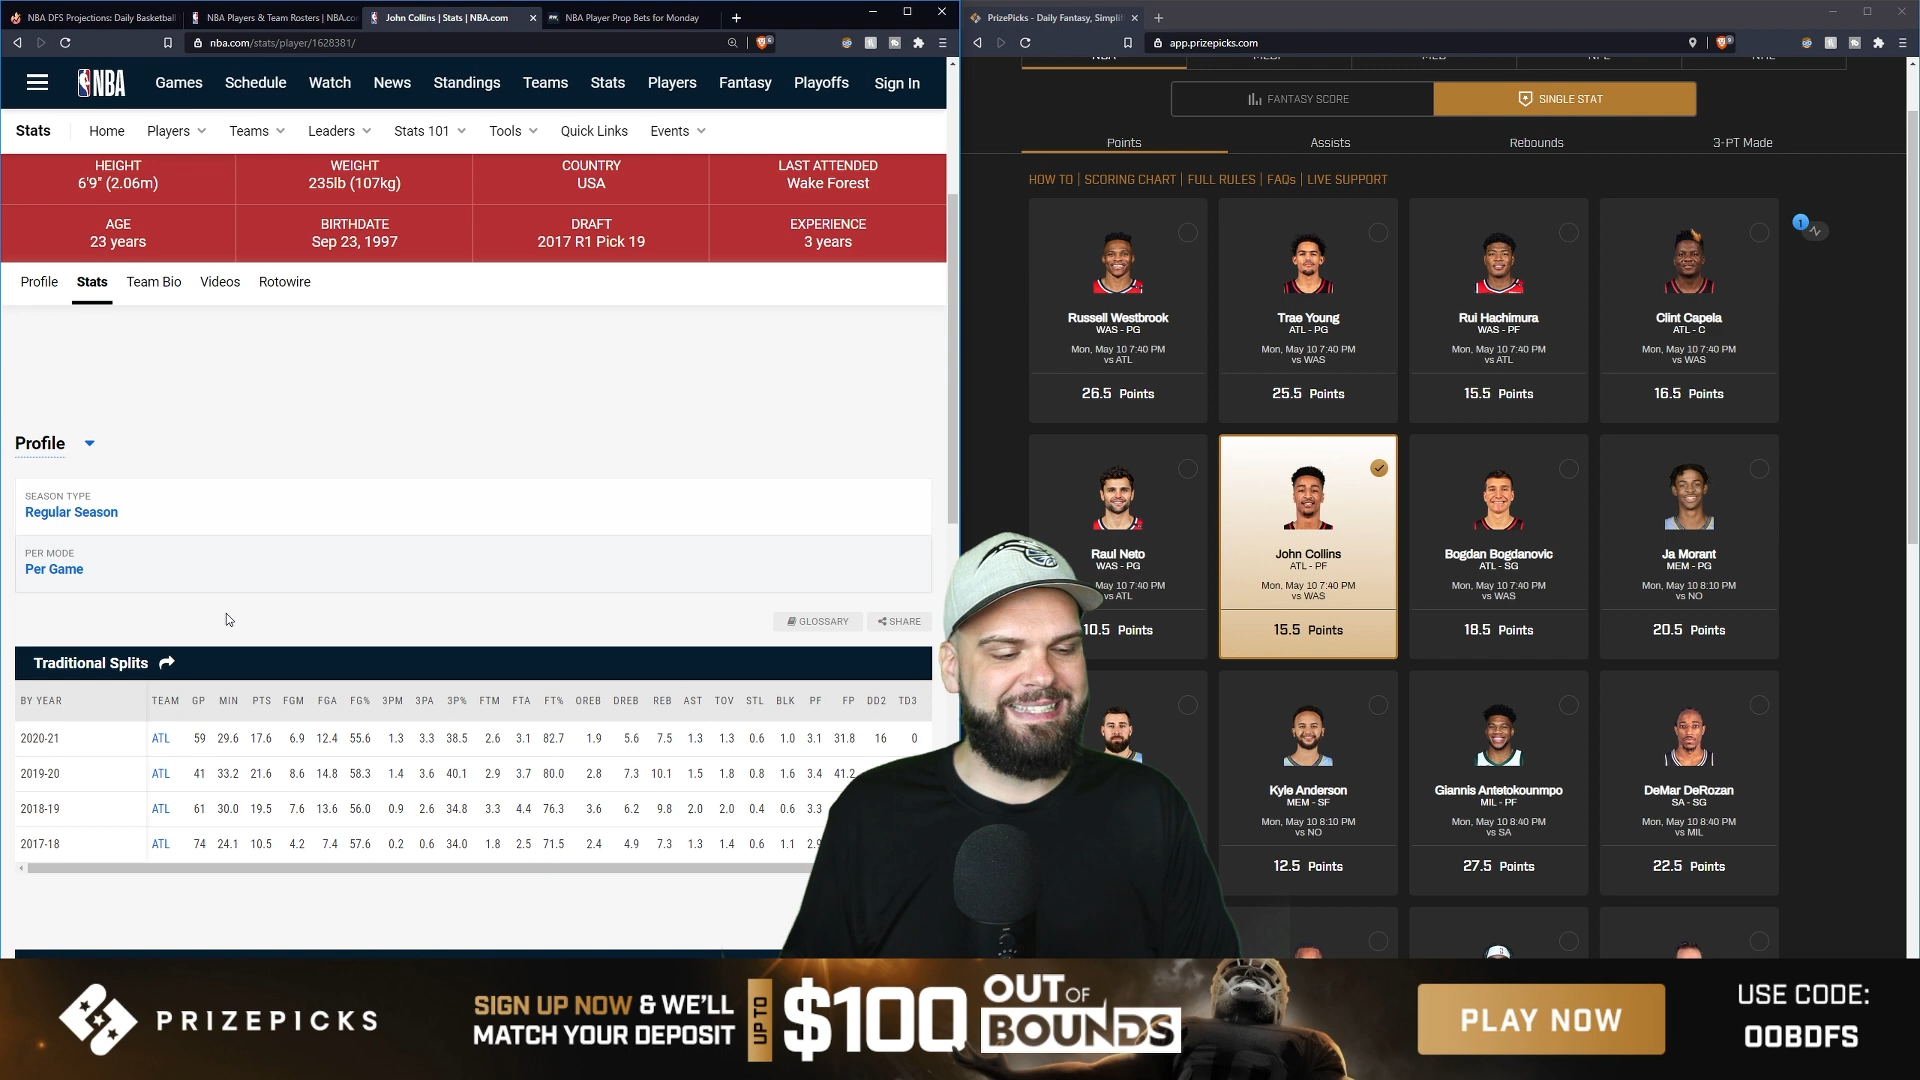 NBA DFS Projections: Daily Basketball
NBA Players & Team Rosters | NBA.co
John Collins | Stats | NBA.com
NBA Player Prop Bets for Monday
nba.com/stats/player/1628381/
NBA
Games
Schedule
Watch
News
Standings
Teams
Stats
Players
Fantasy
Playoffs
Sign In
Stats
Home
Players
Teams
Leaders
Stats 101
Tools
Quick Links
Events
HEIGHT
6'9" (2.06m)
WEIGHT
235lb (107kg)
COUNTRY
USA
LAST ATTENDED
Wake Forest
AGE
23 years
BIRTHDATE
Sep 23, 1997
DRAFT
2017 R1 Pick 19
EXPERIENCE
3 years
Profile
Stats
Team Bio
Videos
Rotowire
Profile
SEASON TYPE
Regular Season
PER MODE
Per Game
GLOSSARY
SHARE
Traditional Splits
BY YEAR TEAM GP MIN PTS FGM FGA FG% 3PM 3PA 3P% FTM FTA FT% OREB DREB REB AST TOV STL BLK PF FP DD2 TD3
2020-21 ATL 59 29.6 17.6 6.9 12.4 55.6 1.3 3.3 38.5 2.6 3.1 82.7 1.9 5.6 7.5 1.3 1.3 0.6 1.0 3.1 31.8 16 0
2019-20 ATL 41 33.2 21.6 8.6 14.8 58.3 1.4 3.6 40.1 2.9 3.7 80.0 2.8 7.3 10.1 1.5 1.8 0.8 1.6 3.4 41.2
2018-19 ATL 61 30.0 19.5 7.6 13.6 56.0 0.9 2.6 34.8 3.3 4.4 76.3 3.6 6.2 9.8 2.0 2.0 0.4 0.6 3.3
2017-18 ATL 74 24.1 10.5 4.2 7.4 57.6 0.2 0.6 34.0 1.8 2.5 71.5 2.4 4.9 7.3 1.3 1.4 0.6 1.1
PrizePicks - Daily Fantasy, Simpli
app.prizepicks.com
FANTASY SCORE
SINGLE STAT
Points
Assists
Rebounds
3-PT Made
HOW TO | SCORING CHART | FULL RULES | FAQs | LIVE SUPPORT
1
Russell Westbrook
WAS - PG
Mon, May 10 7:40 PM
vs ATL
26.5 Points
Trae Young
ATL - PG
Mon, May 10 7:40 PM
vs WAS
25.5 Points
Rui Hachimura
WAS - PF
Mon, May 10 7:40 PM
vs ATL
15.5 Points
Clint Capela
ATL - C
Mon, May 10 7:40 PM
vs WAS
16.5 Points
Raul Neto
WAS - PG
May 10 7:40 PM
vs ATL
10.5 Points
John Collins
ATL - PF
Mon, May 10 7:40 PM
vs WAS
15.5 Points
Bogdan Bogdanovic
ATL - SG
Mon, May 10 7:40 PM
vs WAS
18.5 Points
Ja Morant
MEM - PG
Mon, May 10 8:10 PM
vs NO
20.5 Points
Kyle Anderson
MEM - SF
Mon, May 10 8:10 PM
vs NO
12.5 Points
Giannis Antetokounmpo
MIL - PF
Mon, May 10 8:40 PM
vs SA
27.5 Points
DeMar DeRozan
SA - SG
Mon, May 10 8:40 PM
vs MIL
22.5 Points
PRIZEPICKS
SIGN UP NOW & WE'LL
MATCH YOUR DEPOSIT
UP TO
$100
OUT OF
BOUNDS
PLAY NOW
USE CODE:
OOBDFS